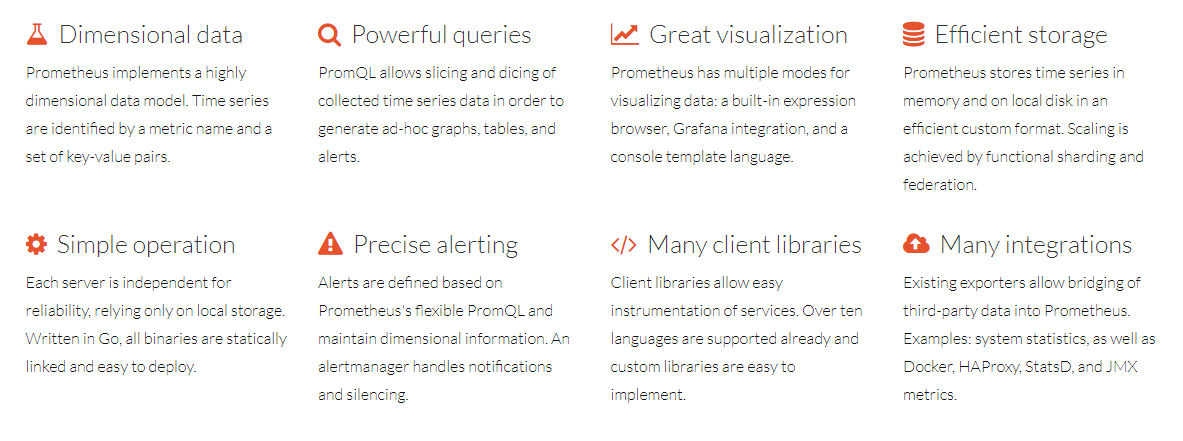 Dimensional data
Prometheus implements a highly
dimensional data model. Time series
are identified by a metric name and a
set of key-value pairs.
Powerful queries
PromQL allows slicing and dicing of
collected time series data in order to
generate ad-hoc graphs, tables, and
alerts.
Great visualization
Prometheus has multiple modes for
visualizing data: a built-in expression
browser, Grafana integration, and a
console template language.
Efficient storage
Prometheus stores time series in
memory and on local disk in an
efficient custom format. Scaling is
achieved by functional sharding and
federation.
Simple operation
Each server is independent for
reliability, relying only on local storage.
Written in Go, all binaries are statically
linked and easy to deploy.
Precise alerting
Alerts are defined based on
Prometheus's flexible PromQL and
maintain dimensional information. An
alertmanager handles notifications
and silencing.
Many client libraries
Client libraries allow easy
instrumentation of services. Over ten
languages are supported already and
custom libraries are easy to
implement.
Many integrations
Existing exporters allow bridging of
third-party data into Prometheus.
Examples: system statistics, as well as
Docker, HAProxy, StatsD, and JMX
metrics.